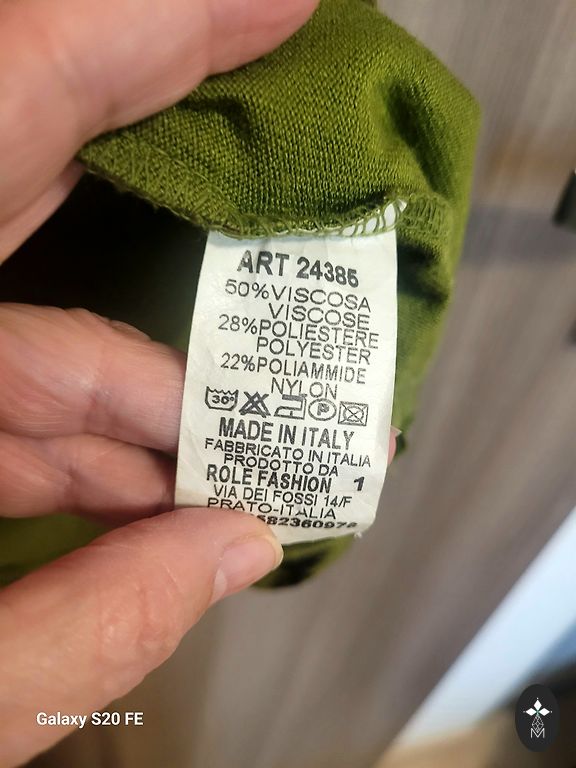 ART 24385
50%VISCOSA
VISCOSE
28%POLIESTERE
POLYESTER
22%POLIAMMIDE
NYLON
30°
P
MADE IN ITALY
FABBRICATO IN ITALIA
PRODOTTO DA
ROLE FASHION 1
VIA DEI FOSSI 14/F
PRATO-ITALIA
Galaxy S20 FE
M